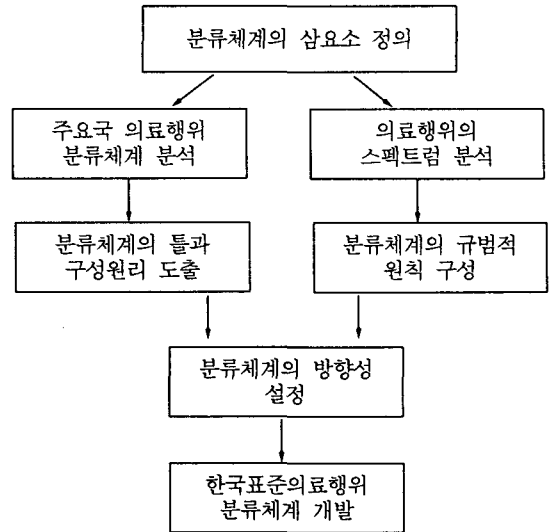 분류체계의 삼요소 정의
주요국 의료행위
분류체계 분석
의료행위의
스펙트럼 분석
분류체계의 틀과
구성원리 도출
분류체계의 규범적
원칙 구성
분류체계의 방향성
설정
한국표준의료행위
분류체계 개발